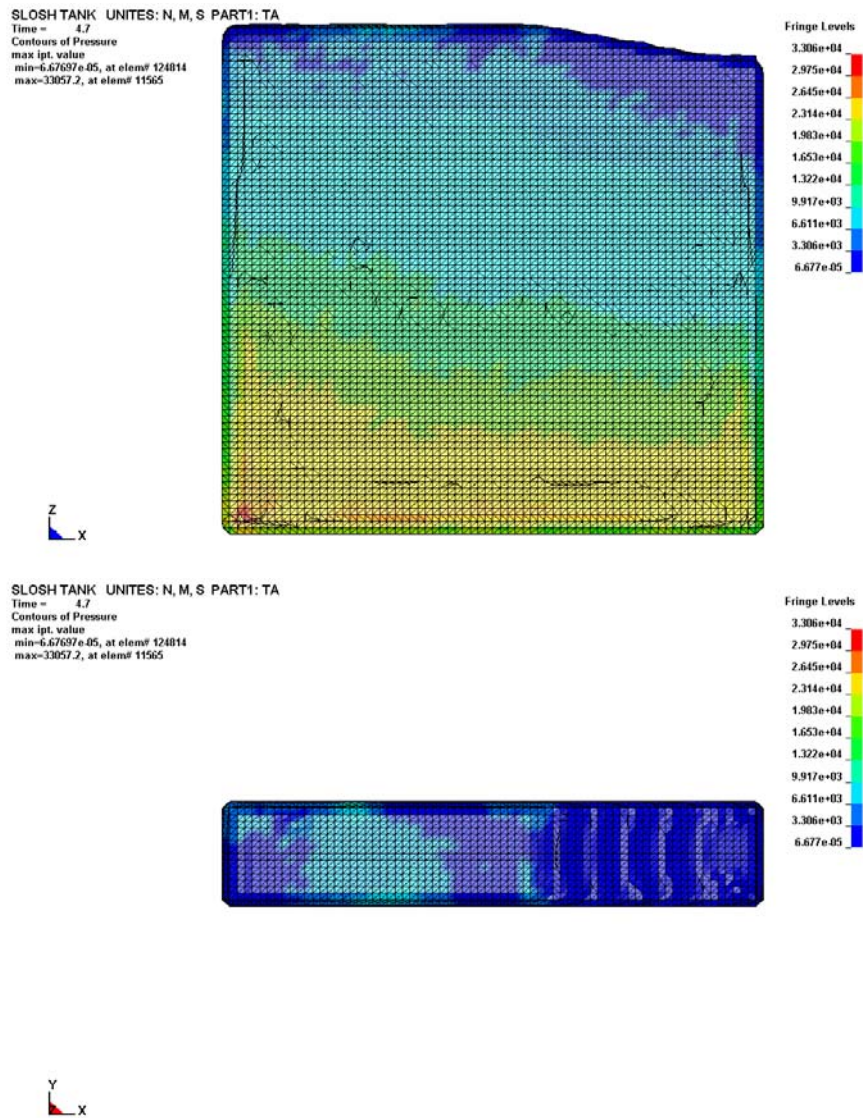 SLOSH TANK UNITES: N, M, S PART1: TA
Time = 4.7
Contours of Pressure
max ipt. value
min=6.67697e-05, at elem# 124814
max=33057.2, at elem# 11565
Fringe Levels
3.306e+04
2.975e+04
2.645e+04
2.314e+04
1.983e+04
1.653e+04
1.322e+04
9.917e+03
6.611e+03
3.306e+03
6.677e-05
Z
X
SLOSH TANK UNITES: N, M, S PART1: TA
Time = 4.7
Contours of Pressure
max ipt. value
min=6.67697e-05, at elem# 124814
max=33057.2, at elem# 11565
Fringe Levels
3.306e+04
2.975e+04
2.645e+04
2.314e+04
1.983e+04
1.653e+04
1.322e+04
9.917e+03
6.611e+03
3.306e+03
6.677e-05
Y
X